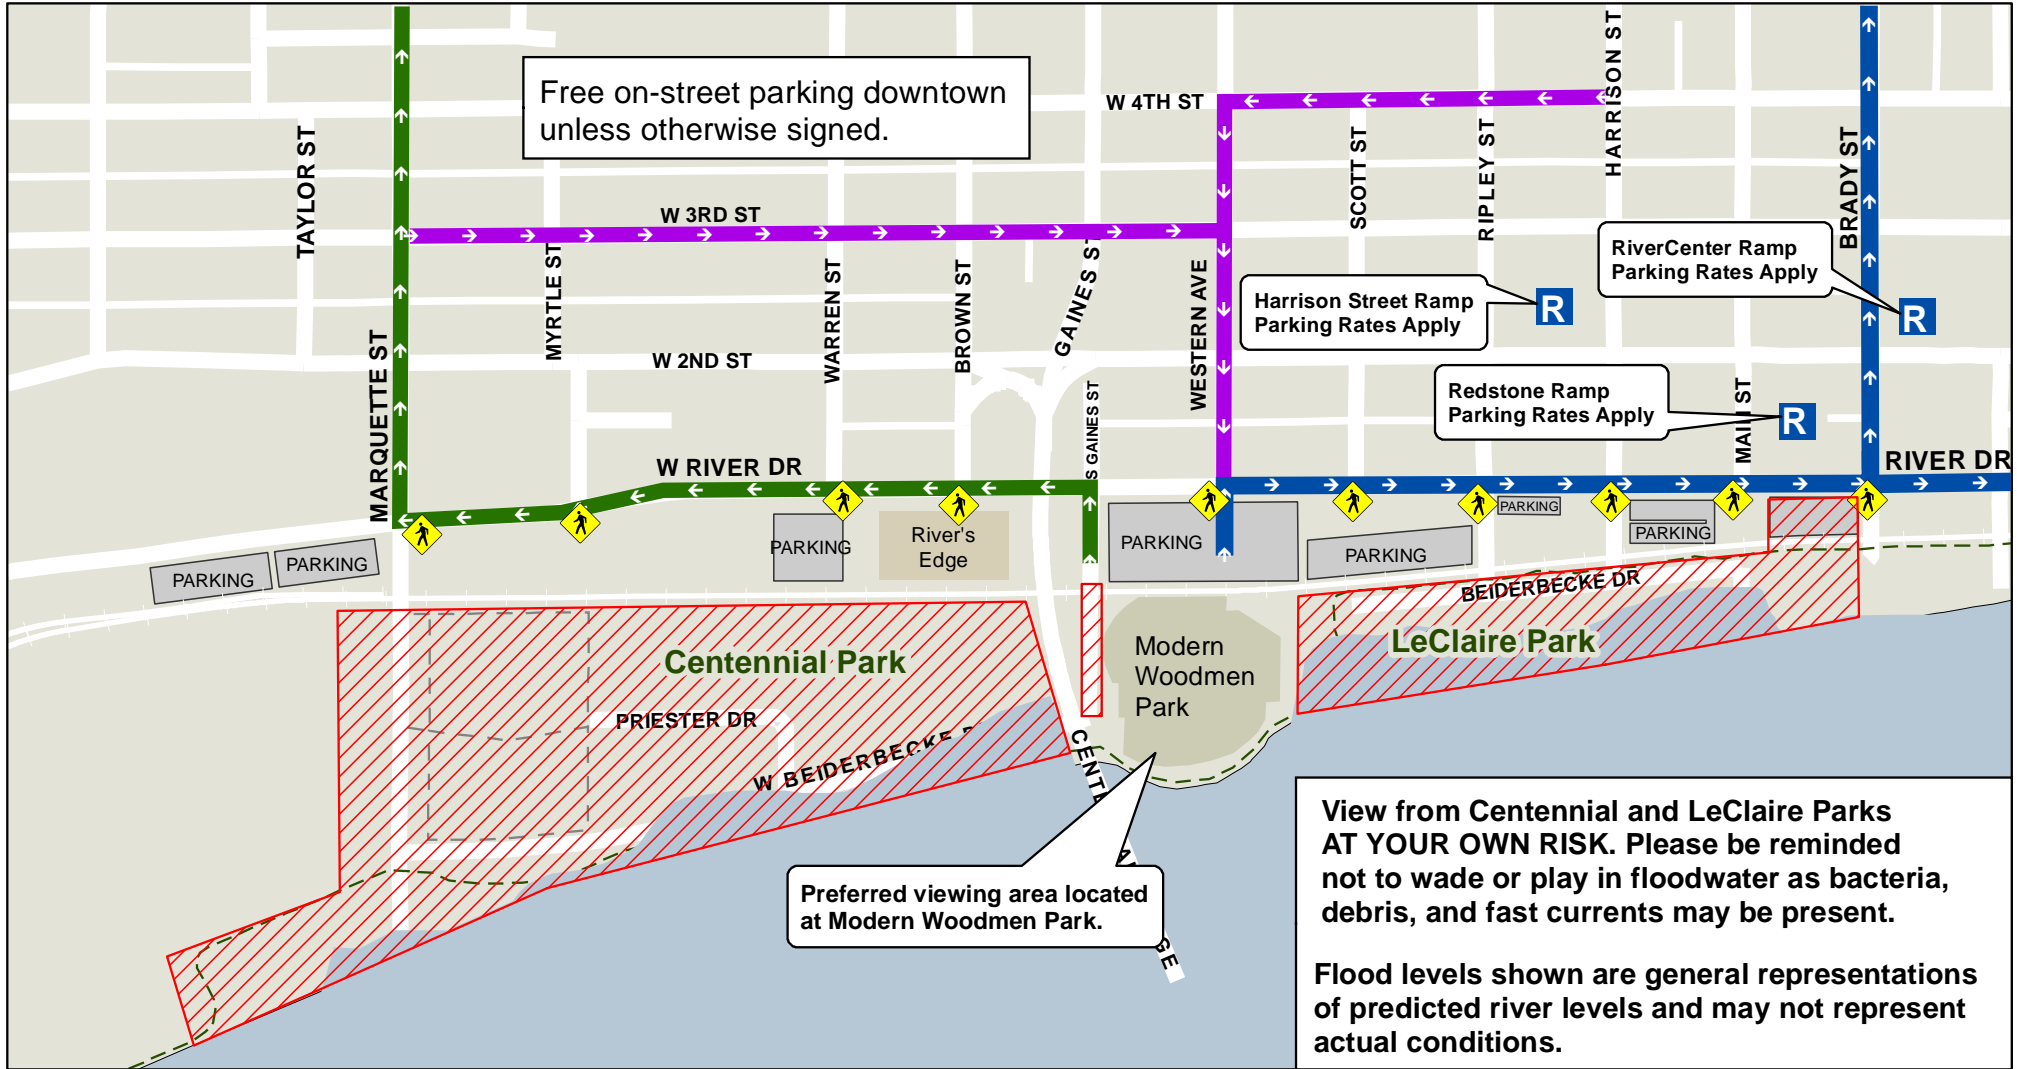 Free on-street parking downtown
unless otherwise signed.
W 4TH ST
HARRISON ST
TAYLOR ST
SCOTT ST
RIPLEY ST
BRADY ST
W 3RD ST
RiverCenter Ramp
Parking Rates Apply
R
MYRTLE ST
WARREN ST
BROWN ST
GAINES ST
WESTERN AVE
Harrison Street Ramp
Parking Rates Apply
R
MARQUETTE ST
W 2ND ST
S GAINES ST
Redstone Ramp
Parking Rates Apply
R
ST
W RIVER DR
RIVER DR
PARKING
PARKING
PARKING
River's
Edge
PARKING
PARKING
PARKING
PARKING
BEIDERBECKE DR
Centennial Park
Modern
Woodmen
Park
LeClaire Park
PRIESTER DR
W BEIDERBECKE
Preferred viewing area located
at Modern Woodmen Park.
View from Centennial and LeClaire Parks
AT YOUR OWN RISK. Please be reminded
not to wade or play in floodwater as bacteria,
debris, and fast currents may be present.
Flood levels shown are general representations
of predicted river levels and may not represent
actual conditions.